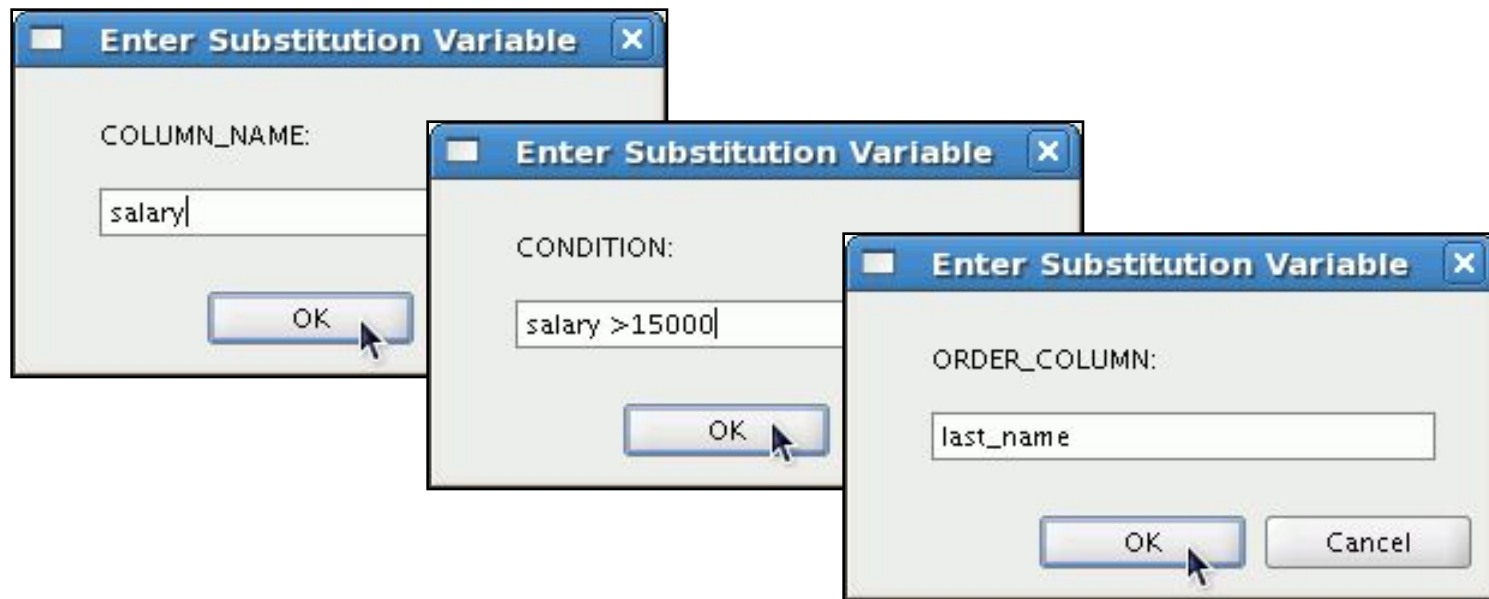 Enter Substitution Variable
COLUMN_NAME:
salary
OK
Enter Substitution Variable
CONDITION:
salary >15000
OK
Enter Substitution Variable
ORDER_COLUMN:
last_name
OK Cancel